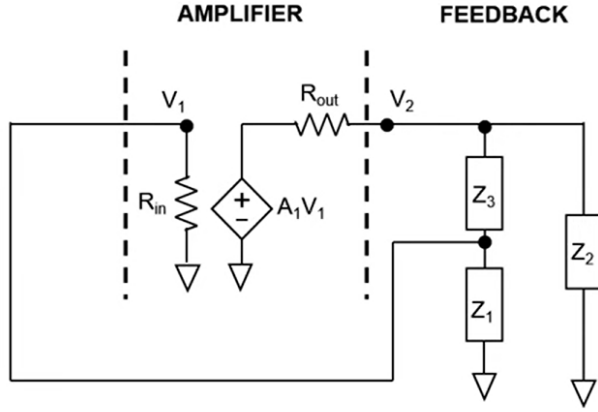 AMPLIFIER FEEDBACK
V1 Rout V2
Rin + − A1V1 Z3
Z2
Z1